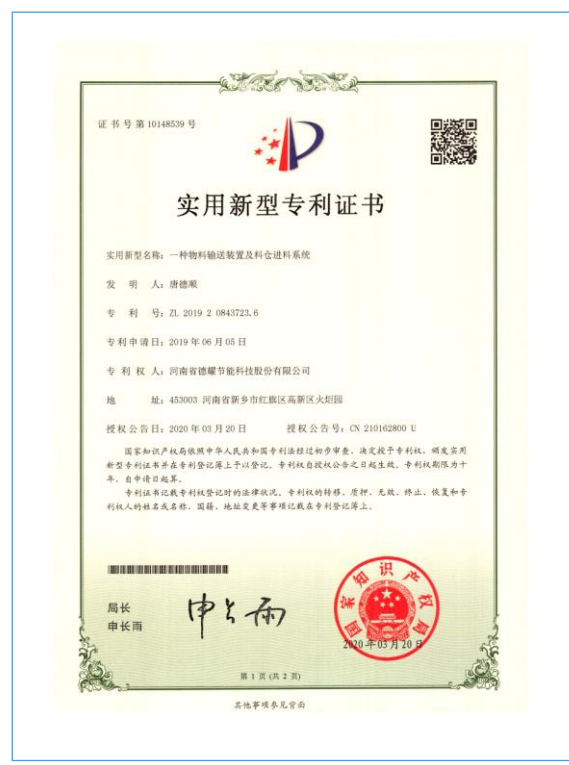 证书号第10148539号
实用新型专利证书
实用新型名称：一种物料输送装置及料仓进料系统
发明人：唐德顺
专利号：ZL 2019 2 0843723.6
专利申请日：2019年06月05日
专利权人：河南省德耀节能科技股份有限公司
地址：453003 河南省新乡市红旗区高新区火炬园
授权公告日：2020年03月20日 授权公告号：CN 210162800 U
国家知识产权局依照中华人民共和国专利法经过初步审查，决定授予专利权，颁发实用
新型专利证书并在专利登记簿上予以登记。专利权自授权公告之日起生效。专利权期限为十
年，自申请日起算。
专利证书记载专利权登记时的法律状况。专利权的转移、质押、无效、终止、恢复和专
利权人的姓名或名称、国籍、地址变更等事项记载在专利登记簿上。
局长
申长雨
申长雨
国家知识产权局
2020年03月20日
第 1 页 (共 2 页)
其他事项参见背面